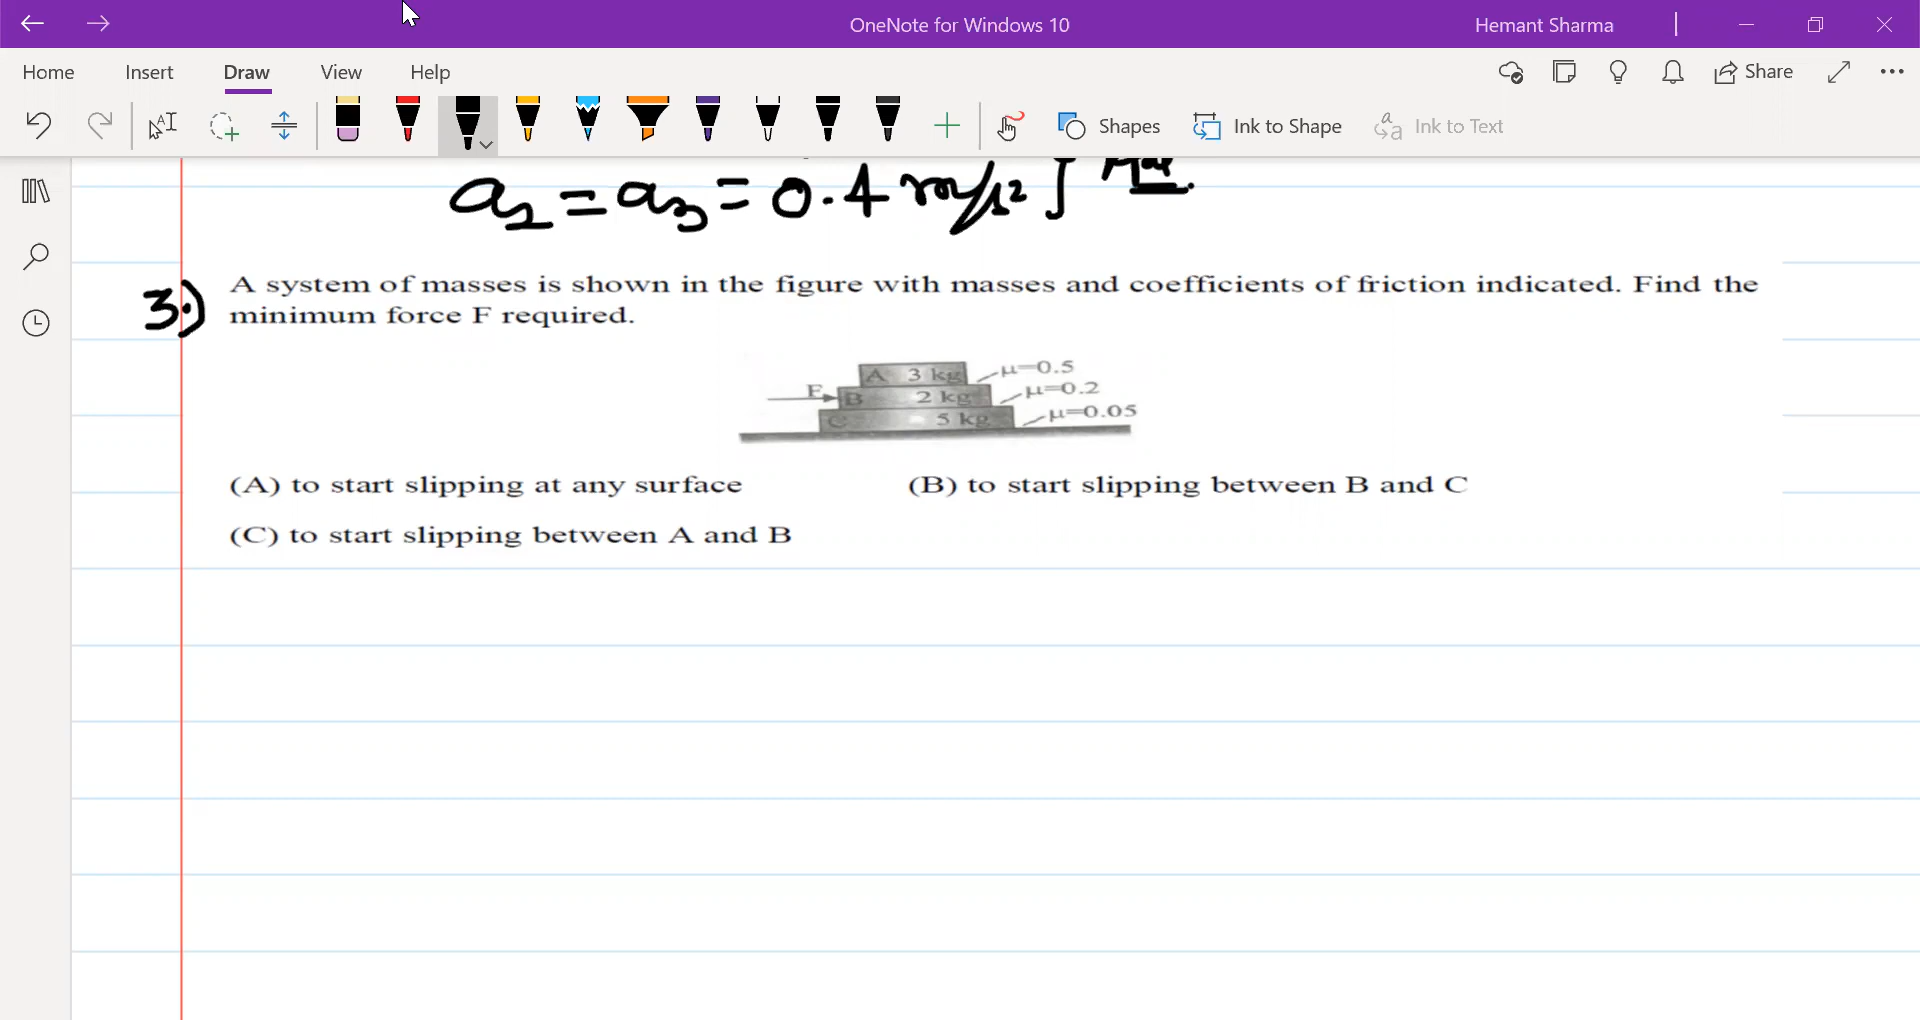 OneNote for Windows 10
Hemant Sharma
Home Insert Draw View Help
Share
Shapes Ink to Shape Ink to Text
a₂ = a₃ = 0.4 m/s²
3.) A system of masses is shown in the figure with masses and coefficients of friction indicated. Find the
minimum force F required.
A 3 kg μ=0.5
F B 2 kg μ=0.2
C 5 kg μ=0.05
(A) to start slipping at any surface (B) to start slipping between B and C
(C) to start slipping between A and B